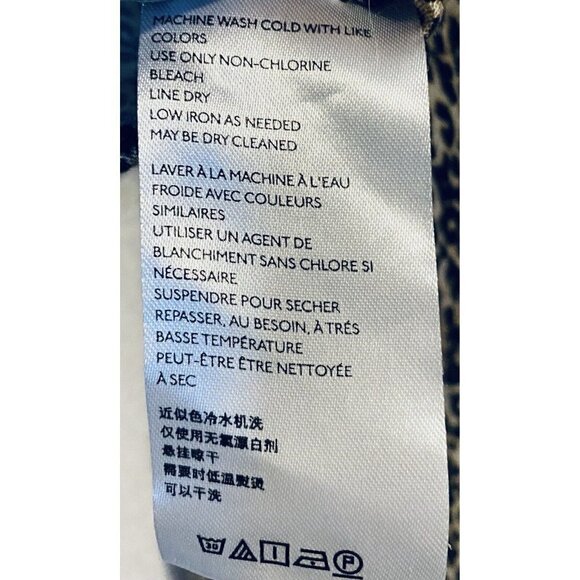 MACHINE WASH COLD WITH LIKE
COLORS
USE ONLY NON-CHLORINE
BLEACH
LINE DRY
LOW IRON AS NEEDED
MAY BE DRY CLEANED
LAVER À LA MACHINE À L'EAU
FROIDE AVEC COULEURS
SIMILAIRES
UTILISER UN AGENT DE
BLANCHIMENT SANS CHLORE SI
NÉCESSAIRE
SUSPENDRE POUR SECHER
REPASSER, AU BESOIN, À TRÉS
BASSE TEMPÉRATURE
PEUT-ÊTRE ÊTRE NETTOYÉE
À SEC
近似色冷水机洗
仅使用无氯漂白剂
悬挂晾干
需要时低温熨烫
可以干洗
30 P